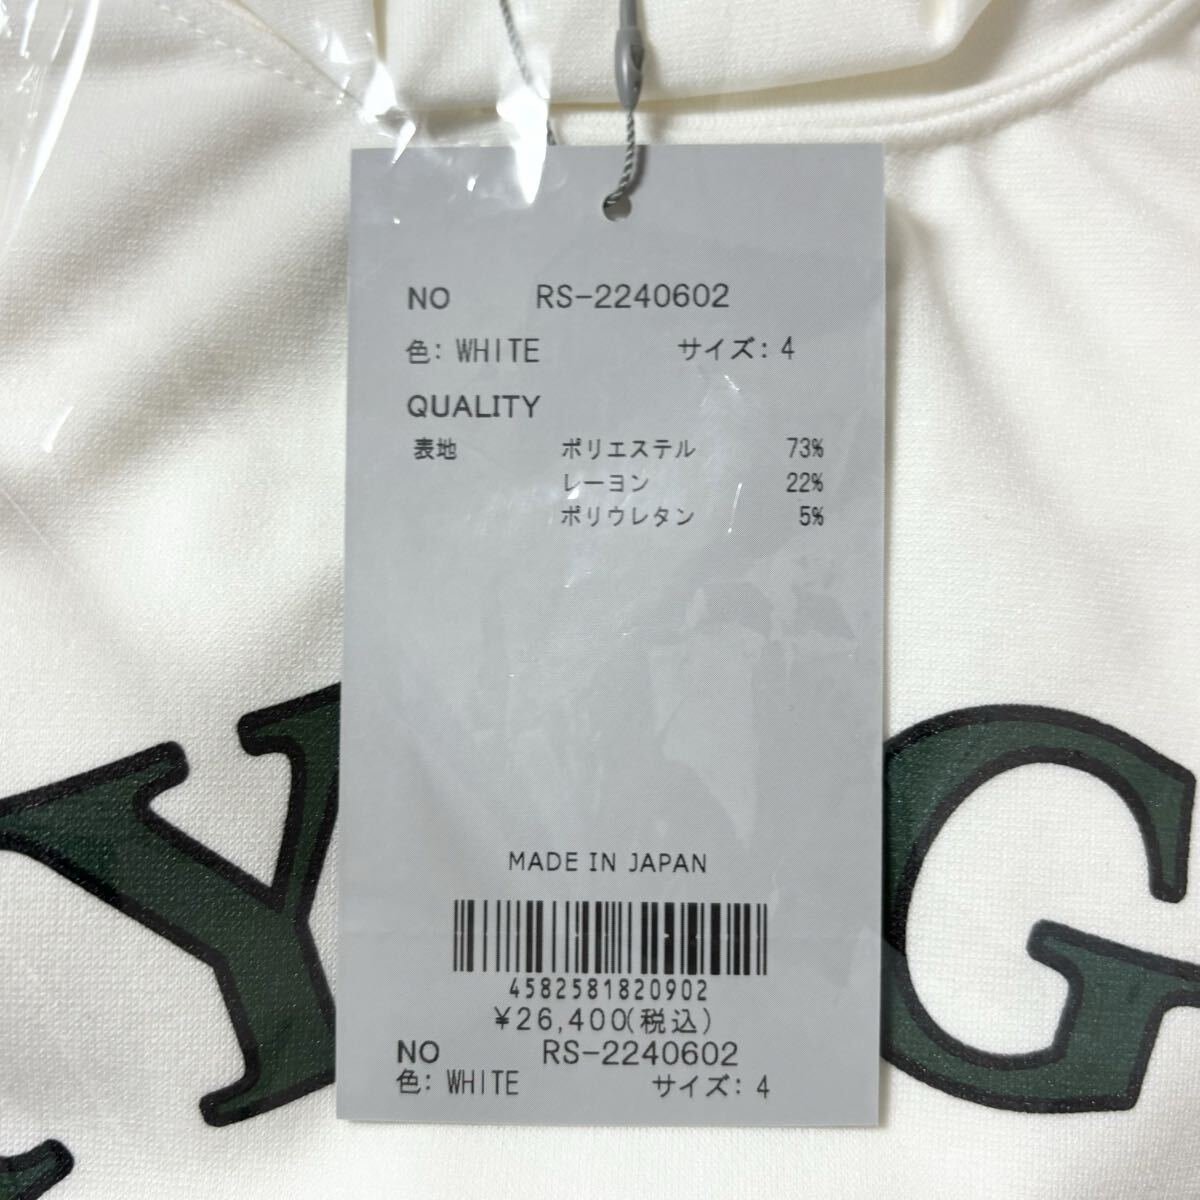 NO RS-2240602
色: WHITE サイズ: 4
QUALITY
表地 ポリエステル 73%
レーヨン 22%
ポリウレタン 5%
MADE IN JAPAN
4582581820902
¥26,400(税込)
NO RS-2240602
色: WHITE サイズ: 4
Y G